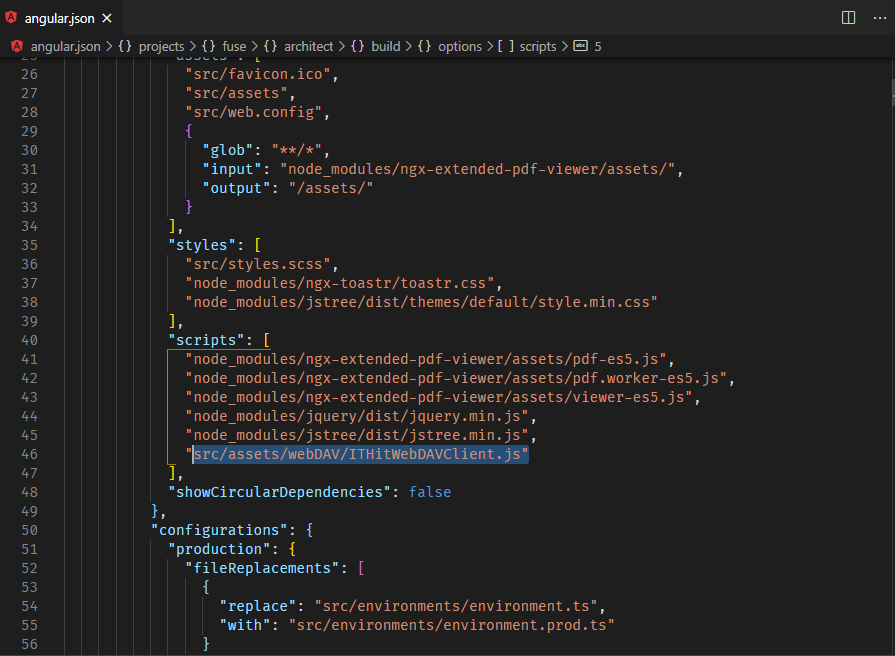 angular.json
angular.json > {} projects > {} fuse > {} architect > {} build > {} options > [ ] scripts > abc 5
25 "assets": [
26 "src/favicon.ico",
27 "src/assets",
28 "src/web.config",
29 {
30 "glob": "**/*",
31 "input": "node_modules/ngx-extended-pdf-viewer/assets/",
32 "output": "/assets/"
33 }
34 ],
35 "styles": [
36 "src/styles.scss",
37 "node_modules/ngx-toastr/toastr.css",
38 "node_modules/jstree/dist/themes/default/style.min.css"
39 ],
40 "scripts": [
41 "node_modules/ngx-extended-pdf-viewer/assets/pdf-es5.js",
42 "node_modules/ngx-extended-pdf-viewer/assets/pdf.worker-es5.js",
43 "node_modules/ngx-extended-pdf-viewer/assets/viewer-es5.js",
44 "node_modules/jquery/dist/jquery.min.js",
45 "node_modules/jstree/dist/jstree.min.js",
46 "src/assets/webDAV/ITHitWebDAVClient.js"
47 ],
48 "showCircularDependencies": false
49 },
50 "configurations": {
51 "production": {
52 "fileReplacements": [
53 {
54 "replace": "src/environments/environment.ts",
55 "with": "src/environments/environment.prod.ts"
56 }